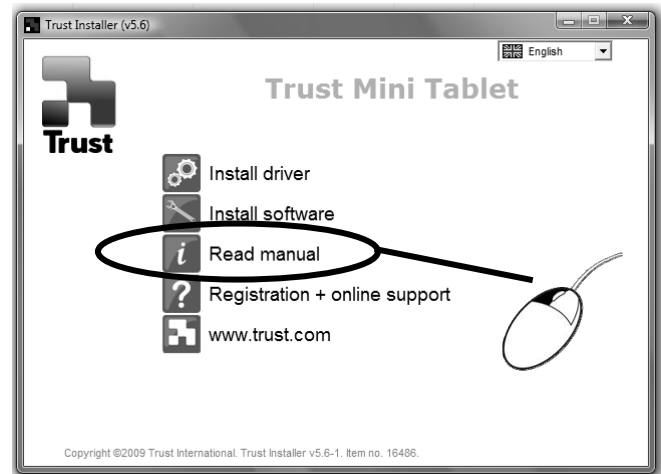 Trust Installer (v5.6)
English
Trust Mini Tablet
Trust
Install driver
Install software
Read manual
Registration + online support
www.trust.com
Copyright ©2009 Trust International. Trust Installer v5.6-1. Item no. 16486.